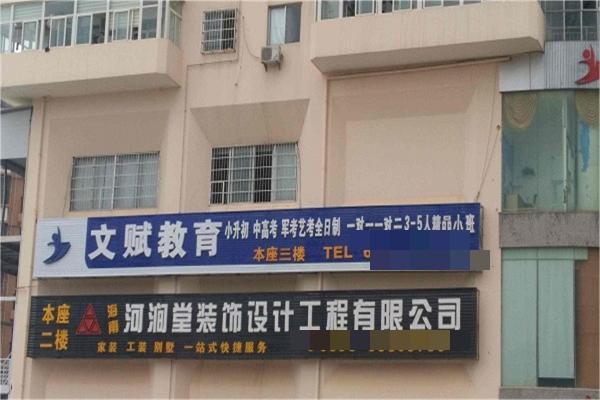 文赋教育 小升初 中高考 军考艺考全日制 一对一一对二3-5人精品小班
本座三楼 TEL
本座二楼 海南 河润堂装饰设计工程有限公司
家装 工装 别墅 一站式快捷服务